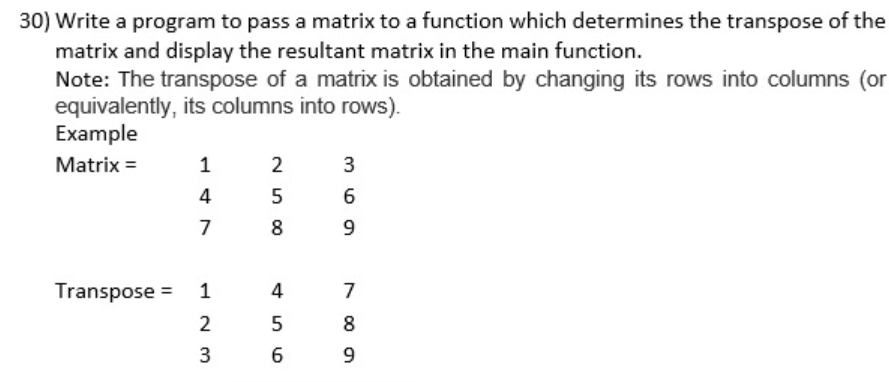 30) Write a program to pass a matrix to a function which determines the transpose of the
matrix and display the resultant matrix in the main function.
Note: The transpose of a matrix is obtained by changing its rows into columns (or
equivalently, its columns into rows).
Example
Matrix = 1 2 3
4 5 6
7 8 9
Transpose = 1 4 7
2 5 8
3 6 9